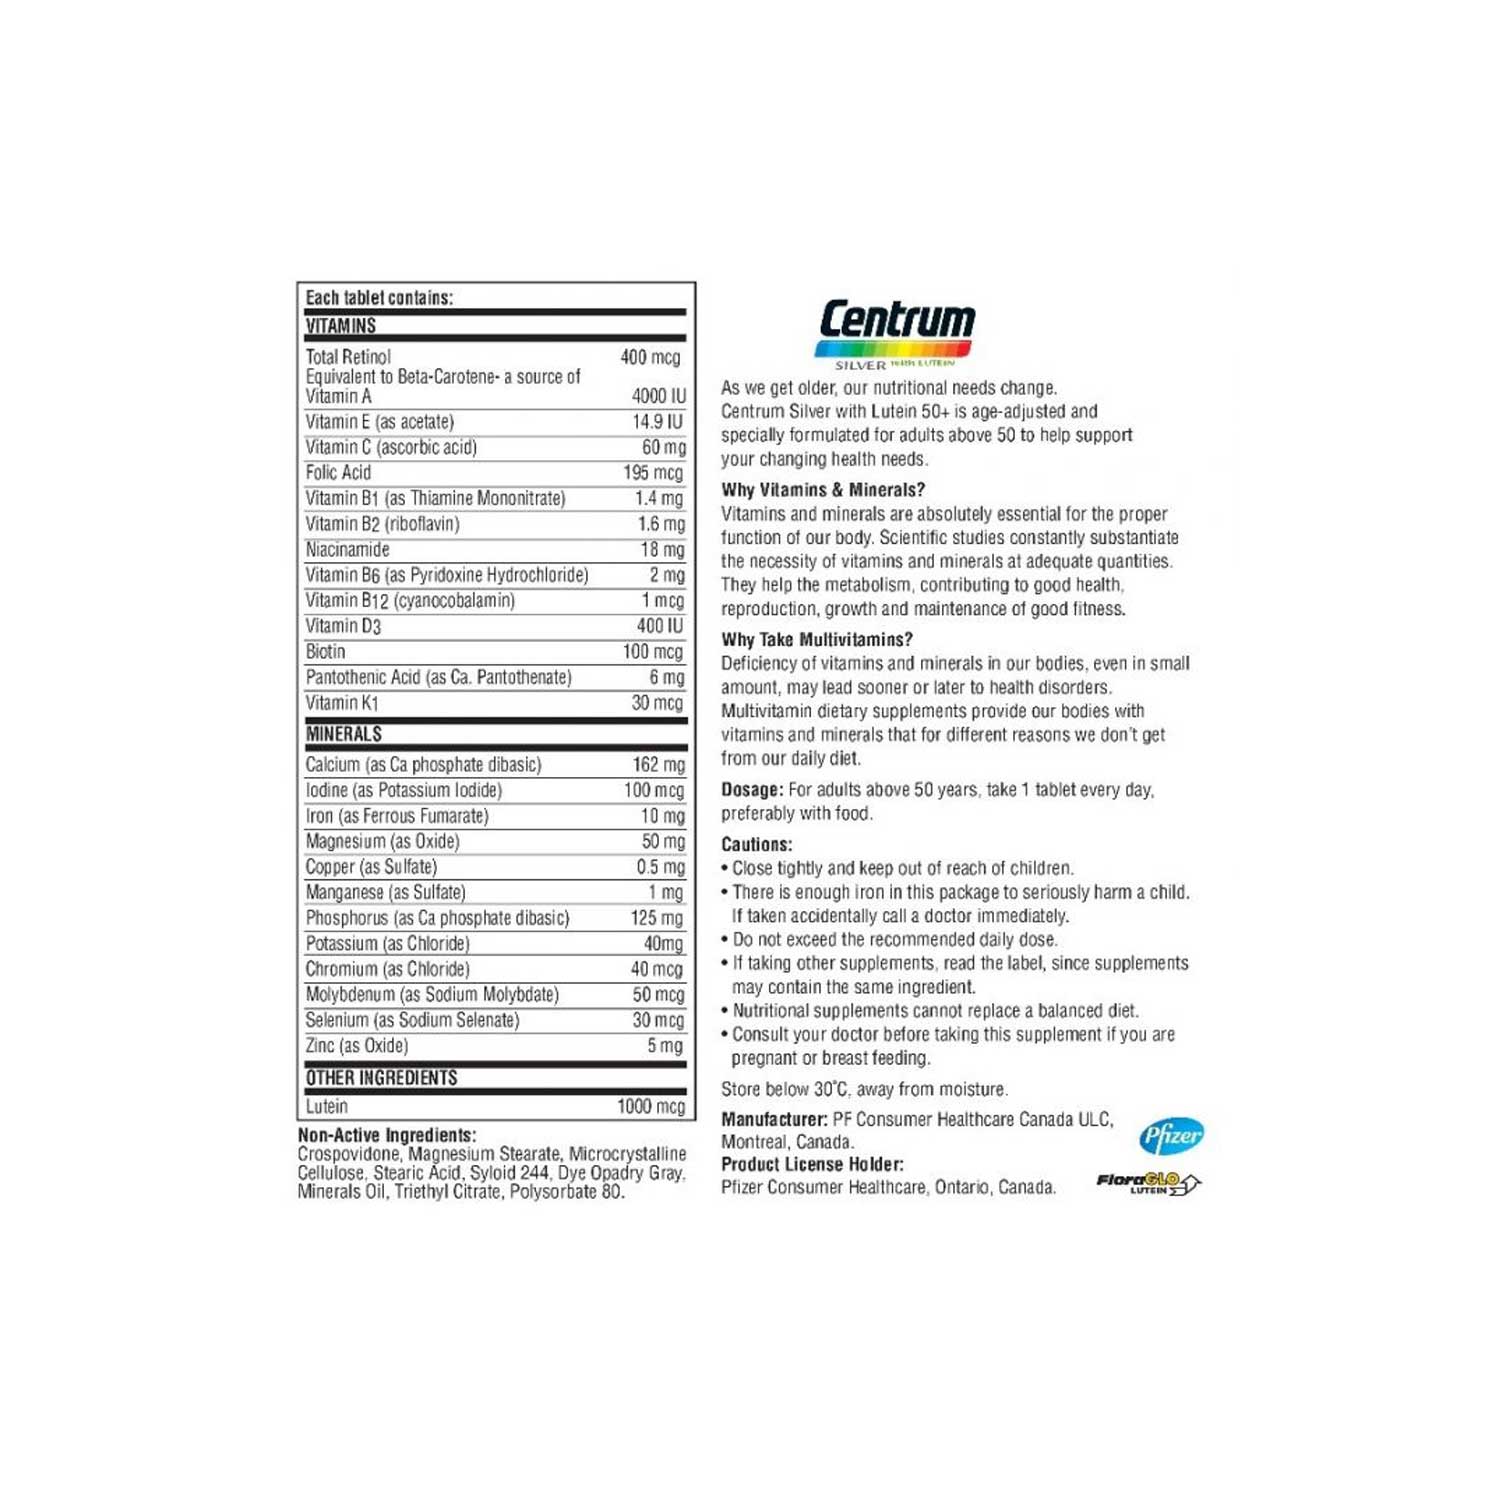 Each tablet contains:
VITAMINS
Total Retinol 400 mcg
Equivalent to Beta-Carotene- a source of
Vitamin A 4000 IU
Vitamin E (as acetate) 14.9 IU
Vitamin C (ascorbic acid) 60 mg
Folic Acid 195 mcg
Vitamin B1 (as Thiamine Mononitrate) 1.4 mg
Vitamin B2 (riboflavin) 1.6 mg
Niacinamide 18 mg
Vitamin B6 (as Pyridoxine Hydrochloride) 2 mg
Vitamin B12 (cyanocobalamin) 1 mcg
Vitamin D3 400 IU
Biotin 100 mcg
Pantothenic Acid (as Ca. Pantothenate) 6 mg
Vitamin K1 30 mcg
MINERALS
Calcium (as Ca phosphate dibasic) 162 mg
Iodine (as Potassium Iodide) 100 mcg
Iron (as Ferrous Fumarate) 10 mg
Magnesium (as Oxide) 50 mg
Copper (as Sulfate) 0.5 mg
Manganese (as Sulfate) 1 mg
Phosphorus (as Ca phosphate dibasic) 125 mg
Potassium (as Chloride) 40mg
Chromium (as Chloride) 40 mcg
Molybdenum (as Sodium Molybdate) 50 mcg
Selenium (as Sodium Selenate) 30 mcg
Zinc (as Oxide) 5 mg
OTHER INGREDIENTS
Lutein 1000 mcg
Non-Active Ingredients:
Crospovidone, Magnesium Stearate, Microcrystalline
Cellulose, Stearic Acid, Syloid 244, Dye Opadry Gray,
Minerals Oil, Triethyl Citrate, Polysorbate 80.
Centrum
SILVER WITH LUTEIN
As we get older, our nutritional needs change.
Centrum Silver with Lutein 50+ is age-adjusted and
specially formulated for adults above 50 to help support
your changing health needs.
Why Vitamins & Minerals?
Vitamins and minerals are absolutely essential for the proper
function of our body. Scientific studies constantly substantiate
the necessity of vitamins and minerals at adequate quantities.
They help the metabolism, contributing to good health,
reproduction, growth and maintenance of good fitness.
Why Take Multivitamins?
Deficiency of vitamins and minerals in our bodies, even in small
amount, may lead sooner or later to health disorders.
Multivitamin dietary supplements provide our bodies with
vitamins and minerals that for different reasons we don't get
from our daily diet.
Dosage: For adults above 50 years, take 1 tablet every day,
preferably with food.
Cautions:
• Close tightly and keep out of reach of children.
• There is enough iron in this package to seriously harm a child.
If taken accidentally call a doctor immediately.
• Do not exceed the recommended daily dose.
• If taking other supplements, read the label, since supplements
may contain the same ingredient.
• Nutritional supplements cannot replace a balanced diet.
• Consult your doctor before taking this supplement if you are
pregnant or breast feeding.
Store below 30°C, away from moisture.
Manufacturer: PF Consumer Healthcare Canada ULC,
Montreal, Canada.
Product License Holder:
Pfizer Consumer Healthcare, Ontario, Canada.
Pfizer
FloraGLO
LUTEIN